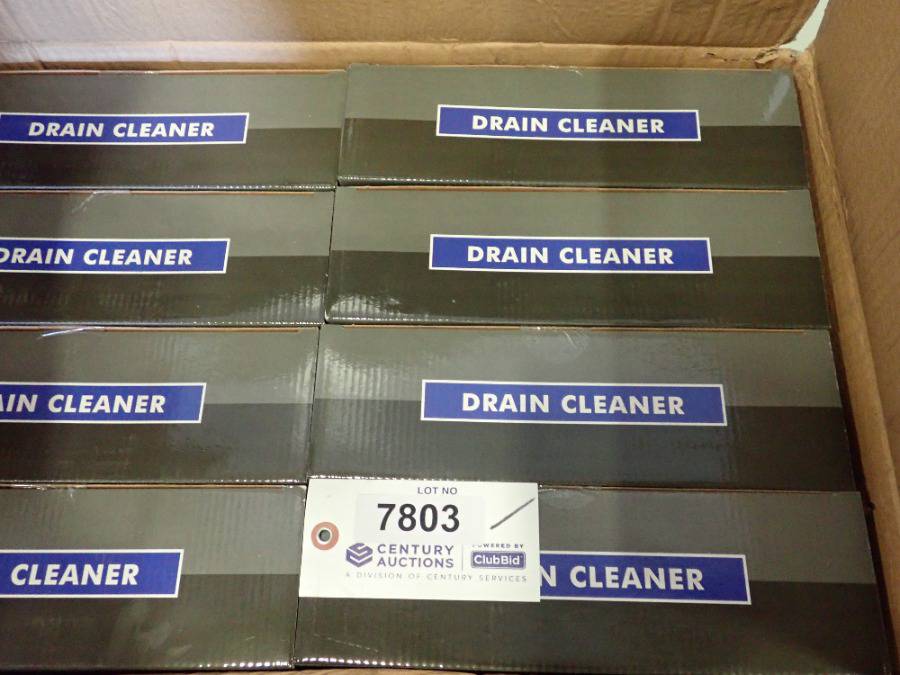 DRAIN CLEANER
DRAIN CLEANER
DRAIN CLEANER
DRAIN CLEANER
AIN CLEANER
DRAIN CLEANER
CLEANER
N CLEANER
LOT NO
7803
CENTURY
AUCTIONS
POWERED BY
ClubBid
A DIVISION OF CENTURY SERVICES